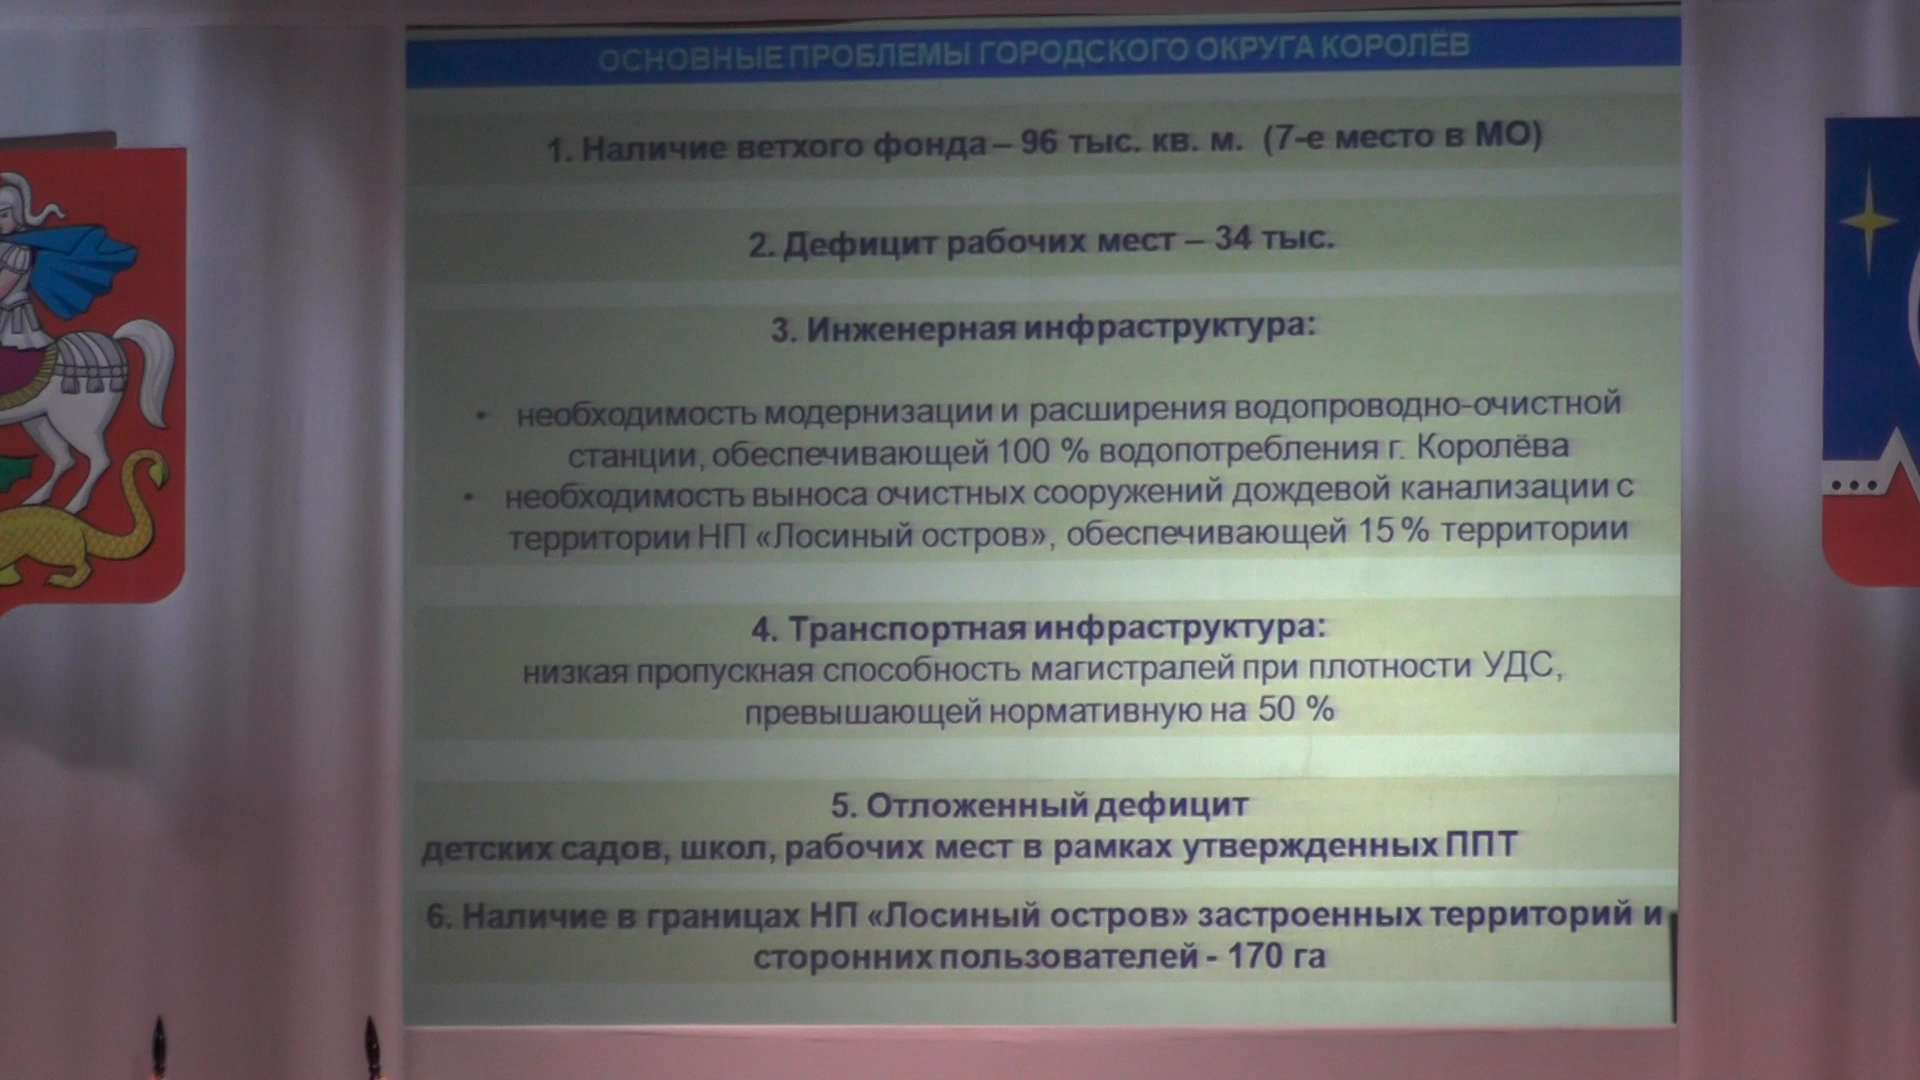 ОСНОВНЫЕ ПРОБЛЕМЫ ГОРОДСКОГО ОКРУГА КОРОЛЁВ
1. Наличие ветхого фонда – 96 тыс. кв. м. (7-е место в МО)
2. Дефицит рабочих мест – 34 тыс.
3. Инженерная инфраструктура:
• необходимость модернизации и расширения водопроводно-очистной
станции, обеспечивающей 100 % водопотребления г. Королёва
• необходимость выноса очистных сооружений дождевой канализации с
территории НП «Лосиный остров», обеспечивающей 15 % территории
4. Транспортная инфраструктура:
низкая пропускная способность магистралей при плотности УДС,
превышающей нормативную на 50 %
5. Отложенный дефицит
детских садов, школ, рабочих мест в рамках утвержденных ППТ
6. Наличие в границах НП «Лосиный остров» застроенных территорий и
сторонних пользователей - 170 га